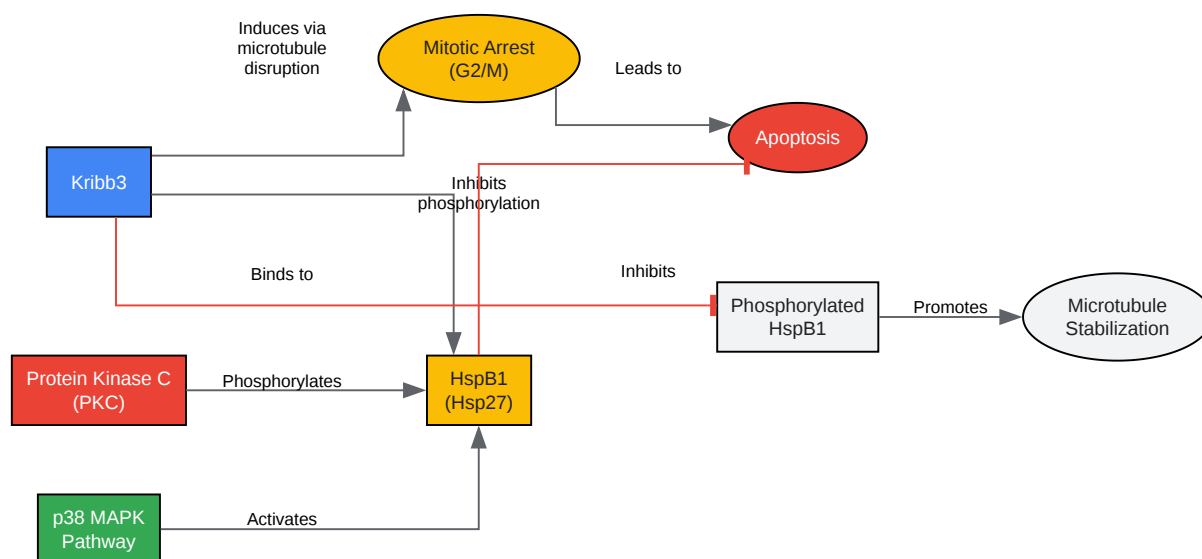 Induces via
microtubule
disruption
Mitotic Arrest
(G2/M)
Leads to
Apoptosis
Kribb3
Inhibits
phosphorylation
Binds to
Inhibits
Phosphorylated
HspB1
Promotes
Microtubule
Stabilization
Protein Kinase C
(PKC)
Phosphorylates
HspB1
(Hsp27)
p38 MAPK
Pathway
Activates